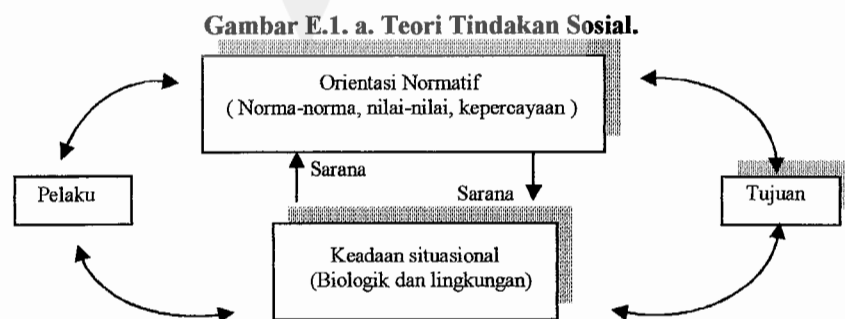 Gambar E.1. a. Teori Tindakan Sosial.
Orientasi Normatif
( Norma-norma, nilai-nilai, kepercayaan )
Sarana
Pelaku
Sarana
Tujuan
Keadaan situasional
(Biologik dan lingkungan)